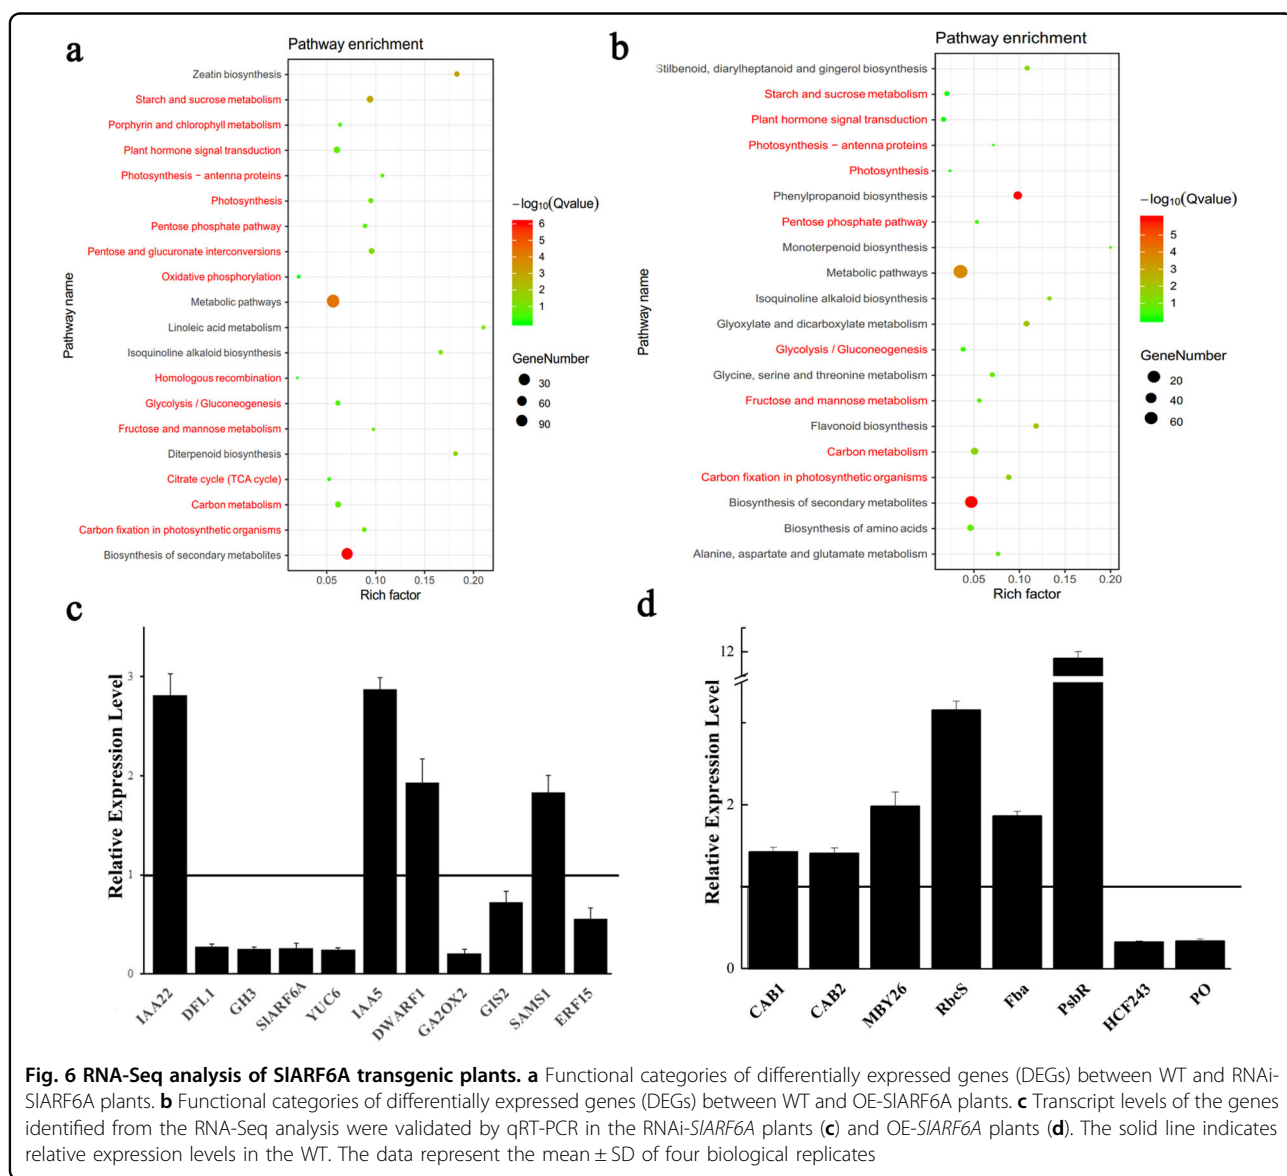 a
Pathway enrichment
Pathway name
Zeatin biosynthesis
Starch and sucrose metabolism
Porphyrin and chlorophyll metabolism
Plant hormone signal transduction
Photosynthesis − antenna proteins
Photosynthesis
Pentose phosphate pathway
Pentose and glucuronate interconversions
Oxidative phosphorylation
Metabolic pathways
Linoleic acid metabolism
Isoquinoline alkaloid biosynthesis
Homologous recombination
Glycolysis / Gluconeogenesis
Fructose and mannose metabolism
Diterpenoid biosynthesis
Citrate cycle (TCA cycle)
Carbon metabolism
Carbon fixation in photosynthetic organisms
Biosynthesis of secondary metabolites
0.05 0.10 0.15 0.20
Rich factor
−log10(Qvalue)
6
5
4
3
2
1
GeneNumber
30
60
90
b
Pathway enrichment
Pathway name
Stilbenoid, diarylheptanoid and gingerol biosynthesis
Starch and sucrose metabolism
Plant hormone signal transduction
Photosynthesis − antenna proteins
Photosynthesis
Phenylpropanoid biosynthesis
Pentose phosphate pathway
Monoterpenoid biosynthesis
Metabolic pathways
Isoquinoline alkaloid biosynthesis
Glyoxylate and dicarboxylate metabolism
Glycolysis / Gluconeogenesis
Glycine, serine and threonine metabolism
Fructose and mannose metabolism
Flavonoid biosynthesis
Carbon metabolism
Carbon fixation in photosynthetic organisms
Biosynthesis of secondary metabolites
Biosynthesis of amino acids
Alanine, aspartate and glutamate metabolism
0.05 0.10 0.15 0.20
Rich factor
−log10(Qvalue)
5
4
3
2
1
GeneNumber
20
40
60
c
Relative Expression Level
3
2
1
0
IAA22 DFL1 GH3 SlARF6A YUC6 IAA5 DWARF1 GA2OX2 GIS2 SAMS1 ERF15
d
Relative Expression Level
12
2
0
CAB1 CAB2 MBY26 RbcS Fba PsbR HCF243 PO
Fig. 6 RNA-Seq analysis of SlARF6A transgenic plants. a Functional categories of differentially expressed genes (DEGs) between WT and RNAi-
SlARF6A plants. b Functional categories of differentially expressed genes (DEGs) between WT and OE-SlARF6A plants. c Transcript levels of the genes
identified from the RNA-Seq analysis were validated by qRT-PCR in the RNAi-SlARF6A plants (c) and OE-SlARF6A plants (d). The solid line indicates
relative expression levels in the WT. The data represent the mean ± SD of four biological replicates